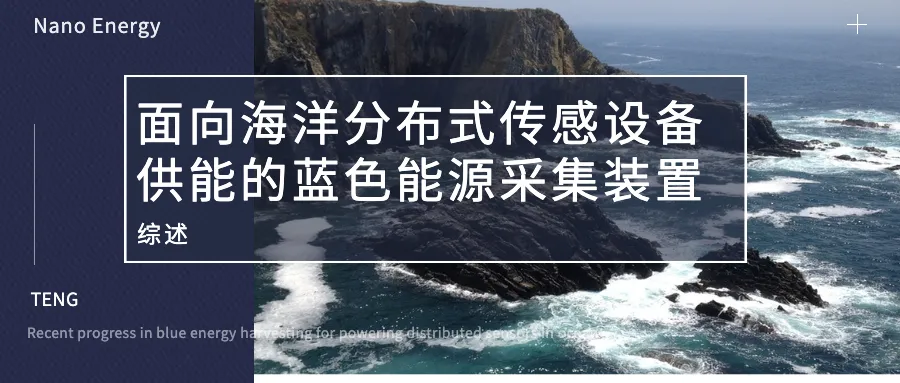 Nano Energy
面向海洋分布式传感设备
供能的蓝色能源采集装置
综述
TENG
Recent progress in blue energy harvesting for powering distributed sensors in ocean